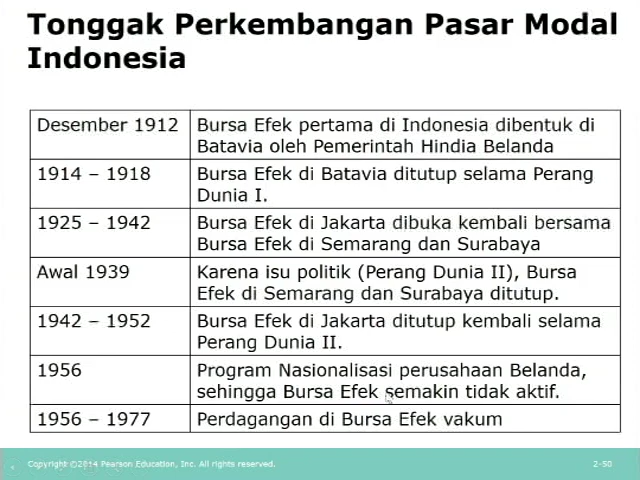 Tonggak Perkembangan Pasar Modal
Indonesia
Desember 1912
Bursa Efek pertama di Indonesia dibentuk di
Batavia oleh Pemerintah Hindia Belanda
1914 – 1918
Bursa Efek di Batavia ditutup selama Perang
Dunia I.
1925 – 1942
Bursa Efek di Jakarta dibuka kembali bersama
Bursa Efek di Semarang dan Surabaya
Awal 1939
Karena isu politik (Perang Dunia II), Bursa
Efek di Semarang dan Surabaya ditutup.
1942 – 1952
Bursa Efek di Jakarta ditutup kembali selama
Perang Dunia II.
1956
Program Nasionalisasi perusahaan Belanda,
sehingga Bursa Efek semakin tidak aktif.
1956 – 1977
Perdagangan di Bursa Efek vakum
Copyright ©2014 Pearson Education, Inc. All rights reserved.
2-50